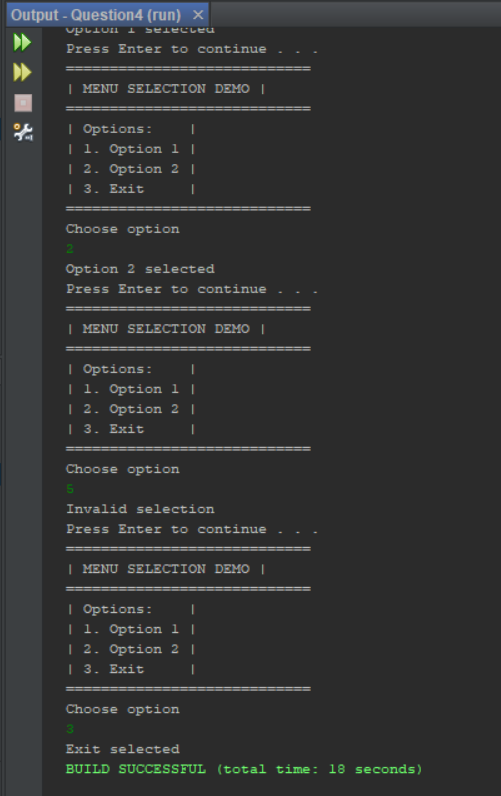 Output - Question4 (run) ×
Option 1 selected
Press Enter to continue . . .
============================
| MENU SELECTION DEMO |
============================
| Options:    |
| 1. Option 1 |
| 2. Option 2 |
| 3. Exit     |
============================
Choose option
2
Option 2 selected
Press Enter to continue . . .
============================
| MENU SELECTION DEMO |
============================
| Options:    |
| 1. Option 1 |
| 2. Option 2 |
| 3. Exit     |
============================
Choose option
5
Invalid selection
Press Enter to continue . . .
============================
| MENU SELECTION DEMO |
============================
| Options:    |
| 1. Option 1 |
| 2. Option 2 |
| 3. Exit     |
============================
Choose option
3
Exit selected
BUILD SUCCESSFUL (total time: 18 seconds)